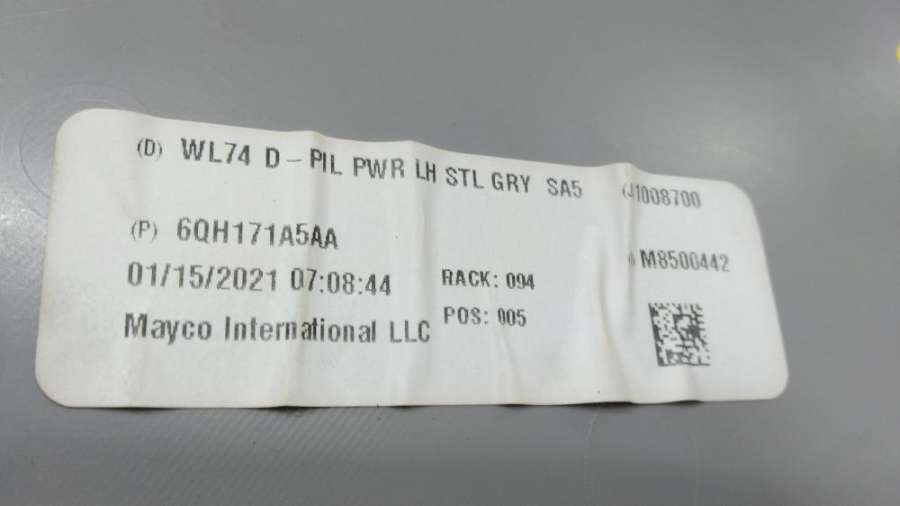 (D) WL74 D-PIL PWR LH STL GRY SA5 (J1008700
(P) 6QH171A5AA
M8500442
01/15/2021 07:08:44 RACK: 094
Mayco International LLC POS: 005